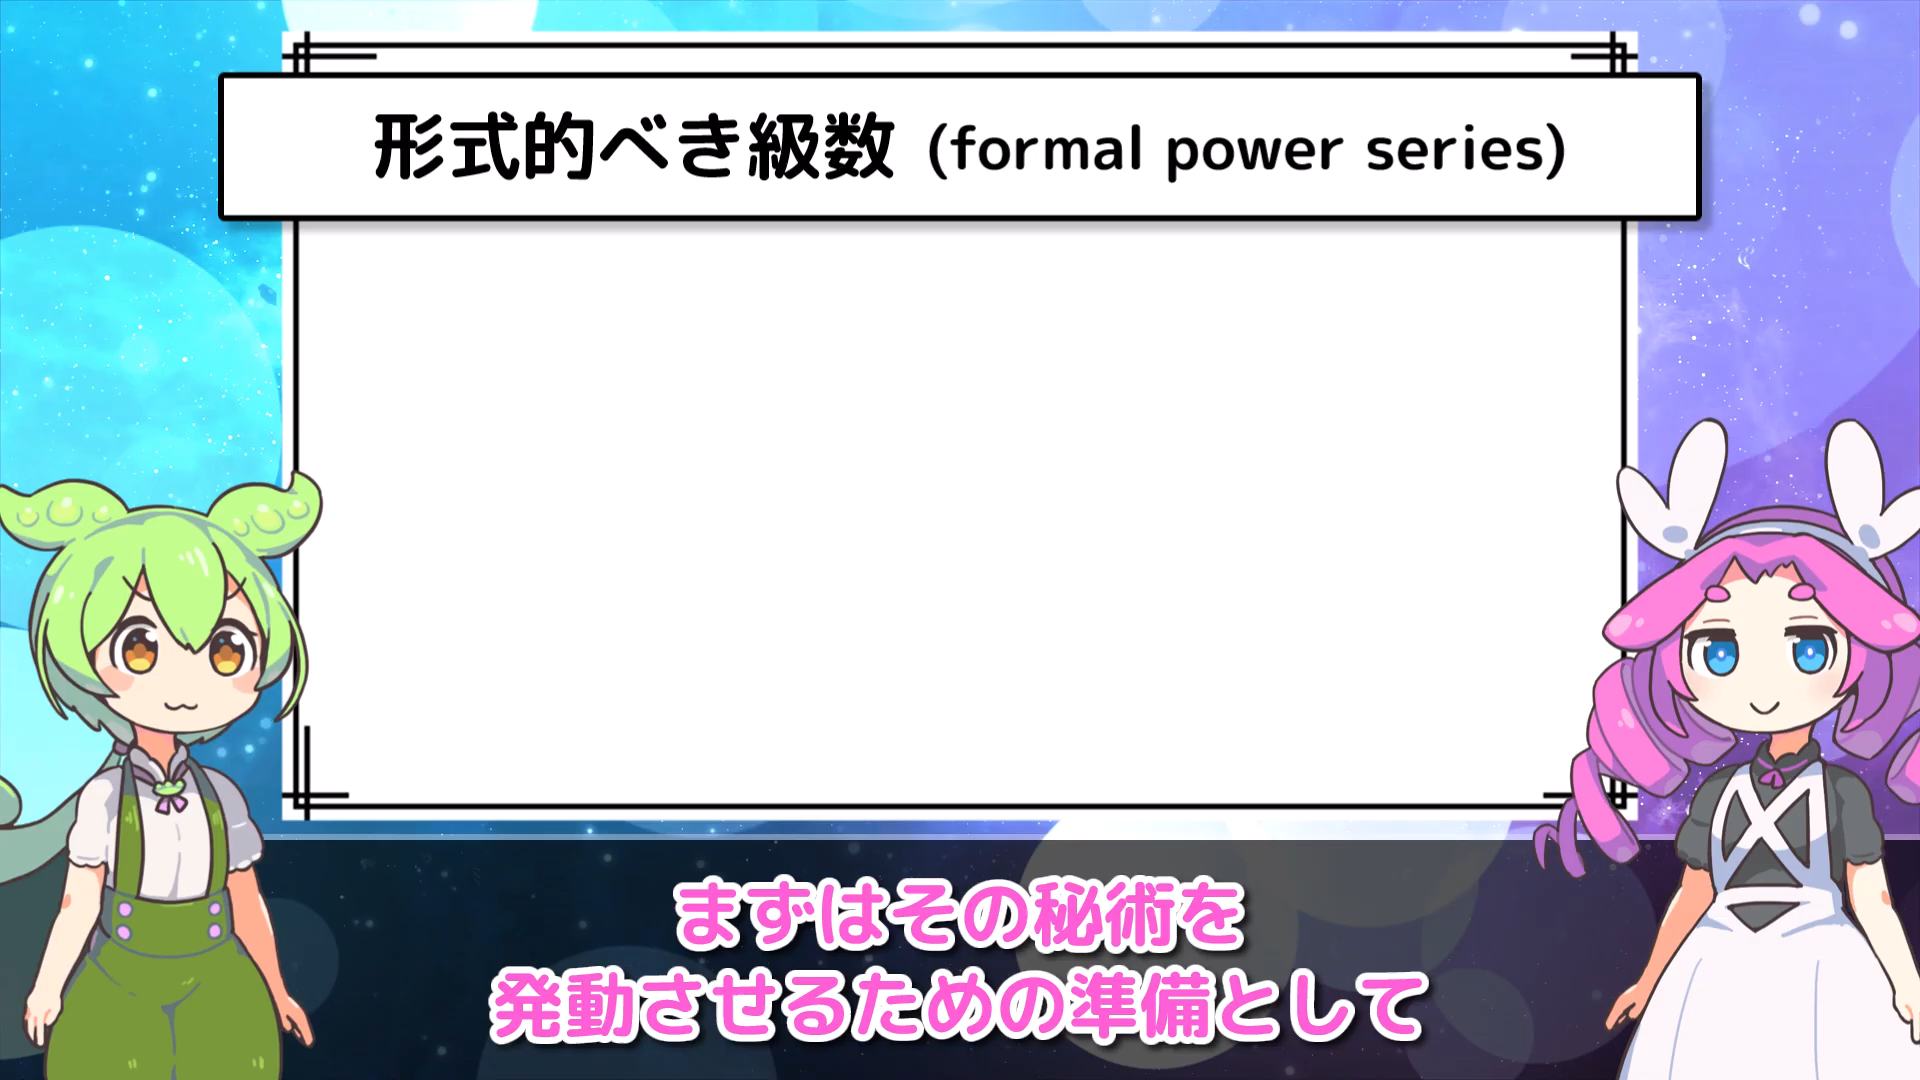 形式的べき級数 (formal power series)
まずはその秘術を
発動させるための準備として